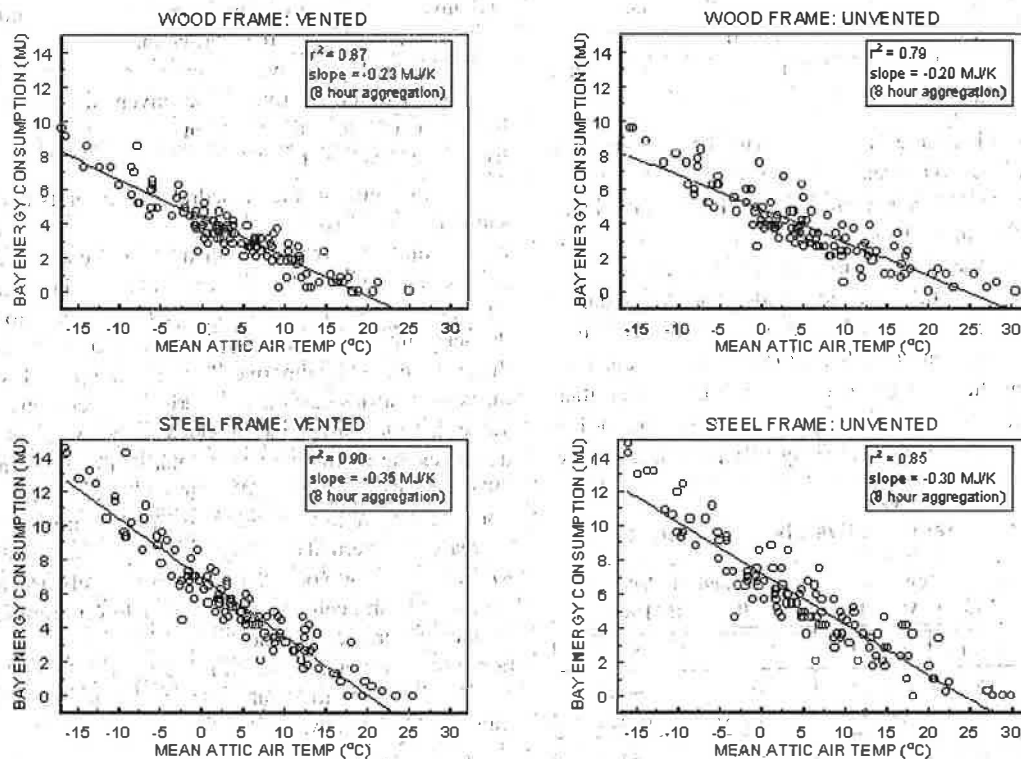 WOOD FRAME: VENTED
r² = 0.87
slope = -0.23 MJ/K
(8 hour aggregation)
BAY ENERGY CONSUMPTION (MJ)
14
12
10
8
6
4
2
0
-15 -10 -5 0 5 10 15 20 25 30
MEAN ATTIC AIR TEMP (°C)
WOOD FRAME: UNVENTED
r² = 0.79
slope = -0.20 MJ/K
(8 hour aggregation)
BAY ENERGY CONSUMPTION (MJ)
14
12
10
8
6
4
2
0
-15 -10 -5 0 5 10 15 20 25 30
MEAN ATTIC AIR TEMP (°C)
STEEL FRAME: VENTED
r² = 0.90
slope = -0.35 MJ/K
(8 hour aggregation)
BAY ENERGY CONSUMPTION (MJ)
14
12
10
8
6
4
2
0
-15 -10 -5 0 5 10 15 20 25 30
MEAN ATTIC AIR TEMP (°C)
STEEL FRAME: UNVENTED
r² = 0.85
slope = -0.30 MJ/K
(8 hour aggregation)
BAY ENERGY CONSUMPTION (MJ)
14
12
10
8
6
4
2
0
-15 -10 -5 0 5 10 15 20 25 30
MEAN ATTIC AIR TEMP (°C)